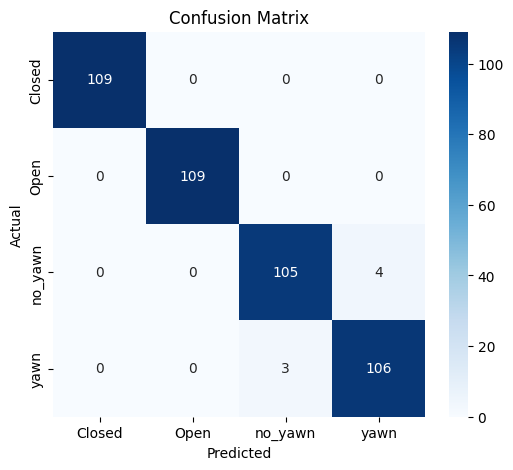 Confusion Matrix
Closed 109 0 0 0
Open 0 109 0 0
no_yawn 0 0 105 4
yawn 0 0 3 106
Closed Open no_yawn yawn
Predicted
Actual
100
80
60
40
20
0